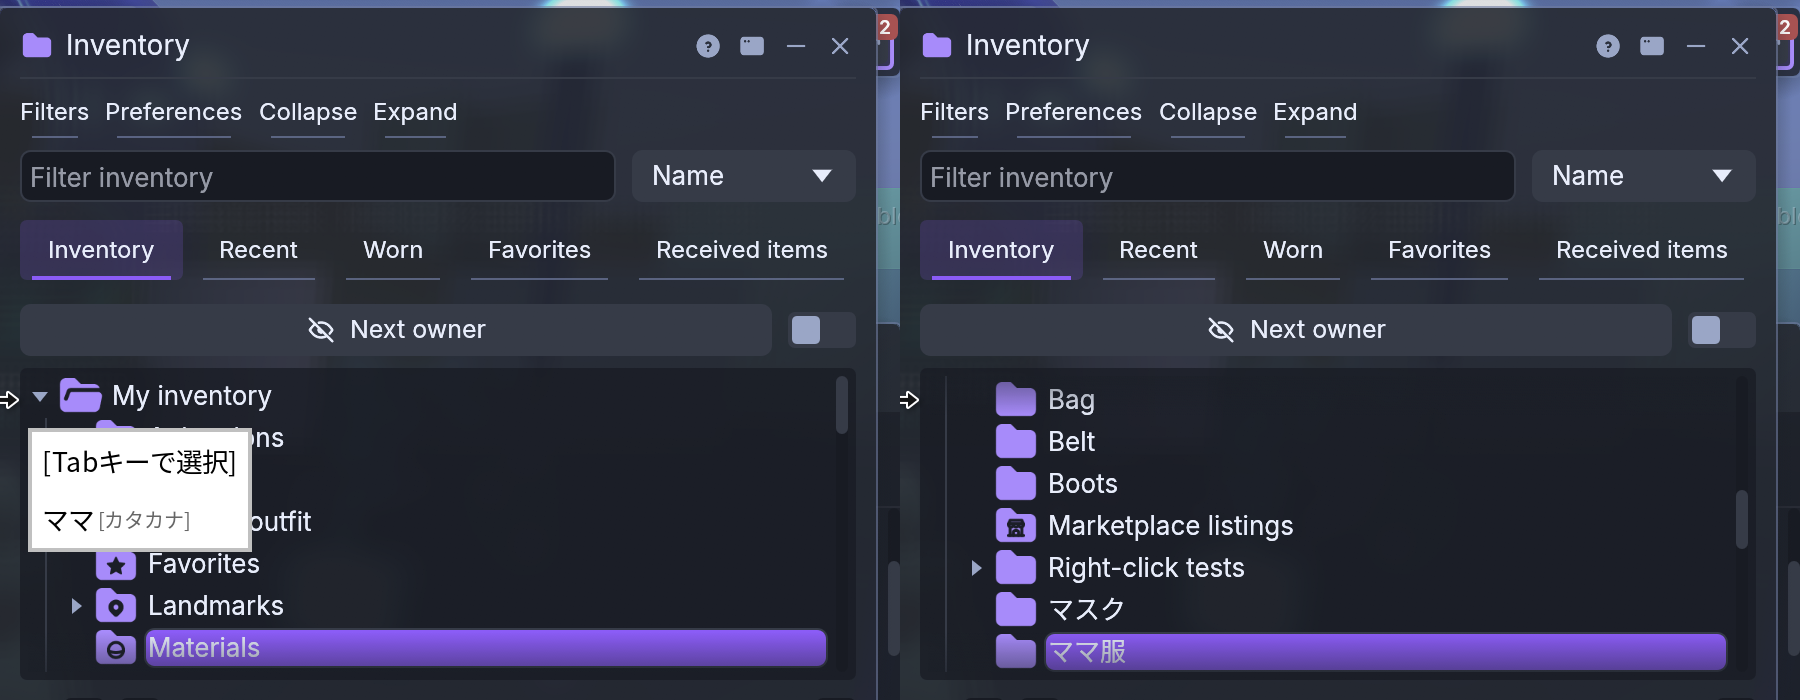 Inventory
2
Filters Preferences Collapse Expand
Filter inventory
Name
Inventory Recent Worn Favorites Received items
Next owner
My inventory
[Tabキーで選択]
ママ [カタカナ]
outfit
Favorites
Landmarks
Materials
Inventory
2
Filters Preferences Collapse Expand
Filter inventory
Name
Inventory Recent Worn Favorites Received items
Next owner
Bag
Belt
Boots
Marketplace listings
Right-click tests
マスク
ママ服